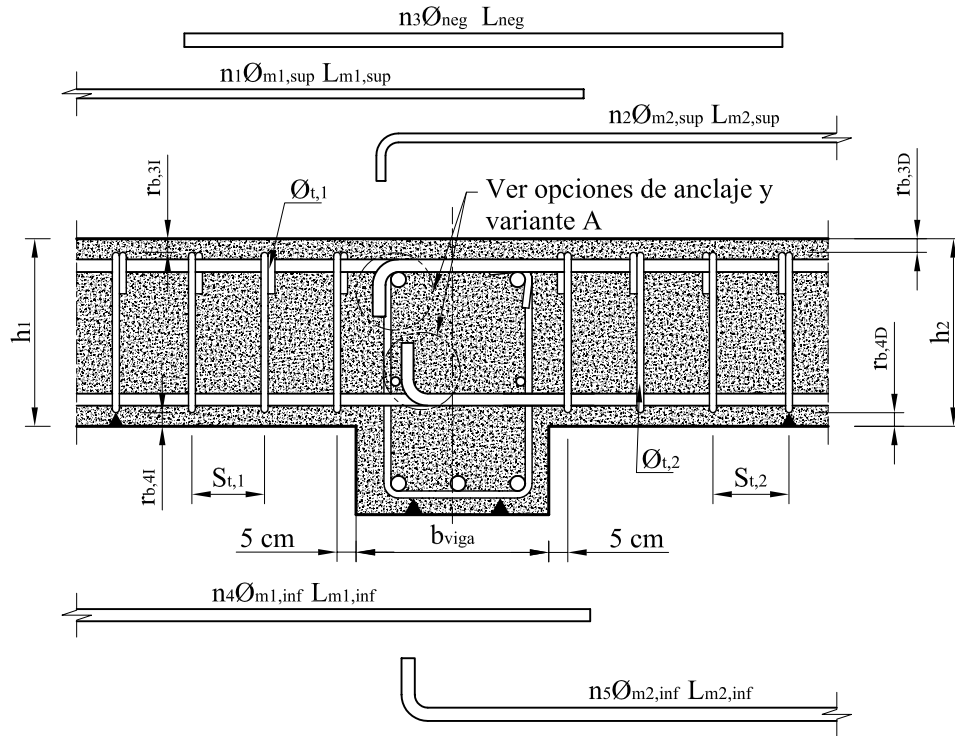 n3Øneg Lneg
n1Øm1,sup Lm1,sup
n2Øm2,sup Lm2,sup
rb,3I
Øt,1
Ver opciones de anclaje y
variante A
rb,3D
h1
h2
rb,4D
rb,4I
St,1
Øt,2
St,2
5 cm
bviga
5 cm
n4Øm1,inf Lm1,inf
n5Øm2,inf Lm2,inf